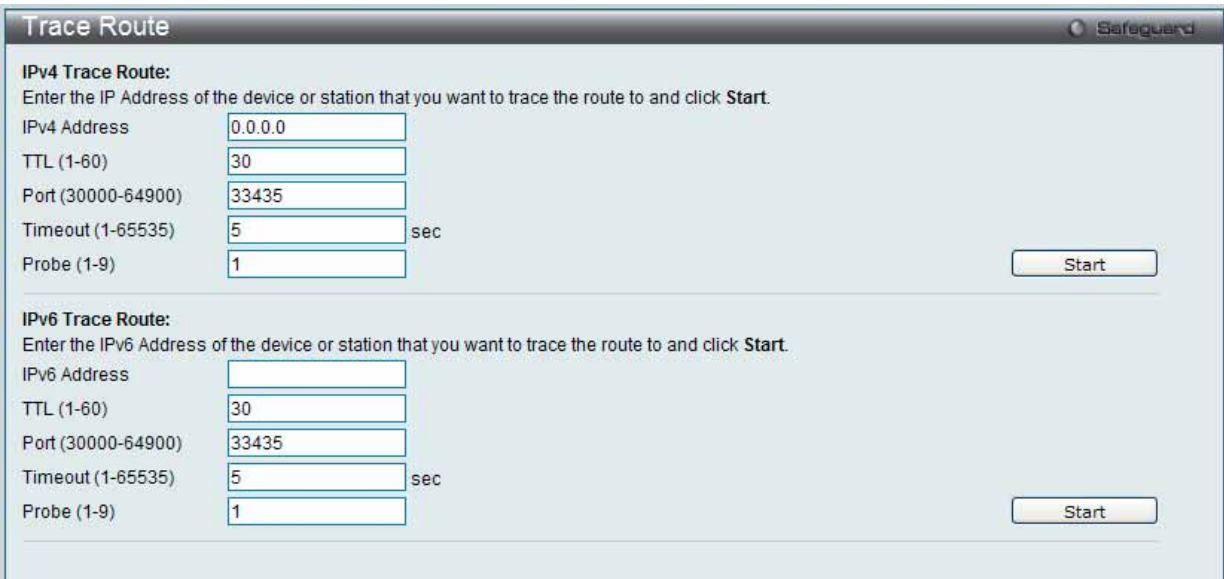 Trace Route
Safeguard
IPv4 Trace Route:
Enter the IP Address of the device or station that you want to trace the route to and click Start.
IPv4 Address 0.0.0.0
TTL (1-60) 30
Port (30000-64900) 33435
Timeout (1-65535) 5 sec
Probe (1-9) 1
Start
IPv6 Trace Route:
Enter the IPv6 Address of the device or station that you want to trace the route to and click Start.
IPv6 Address
TTL (1-60) 30
Port (30000-64900) 33435
Timeout (1-65535) 5 sec
Probe (1-9) 1
Start